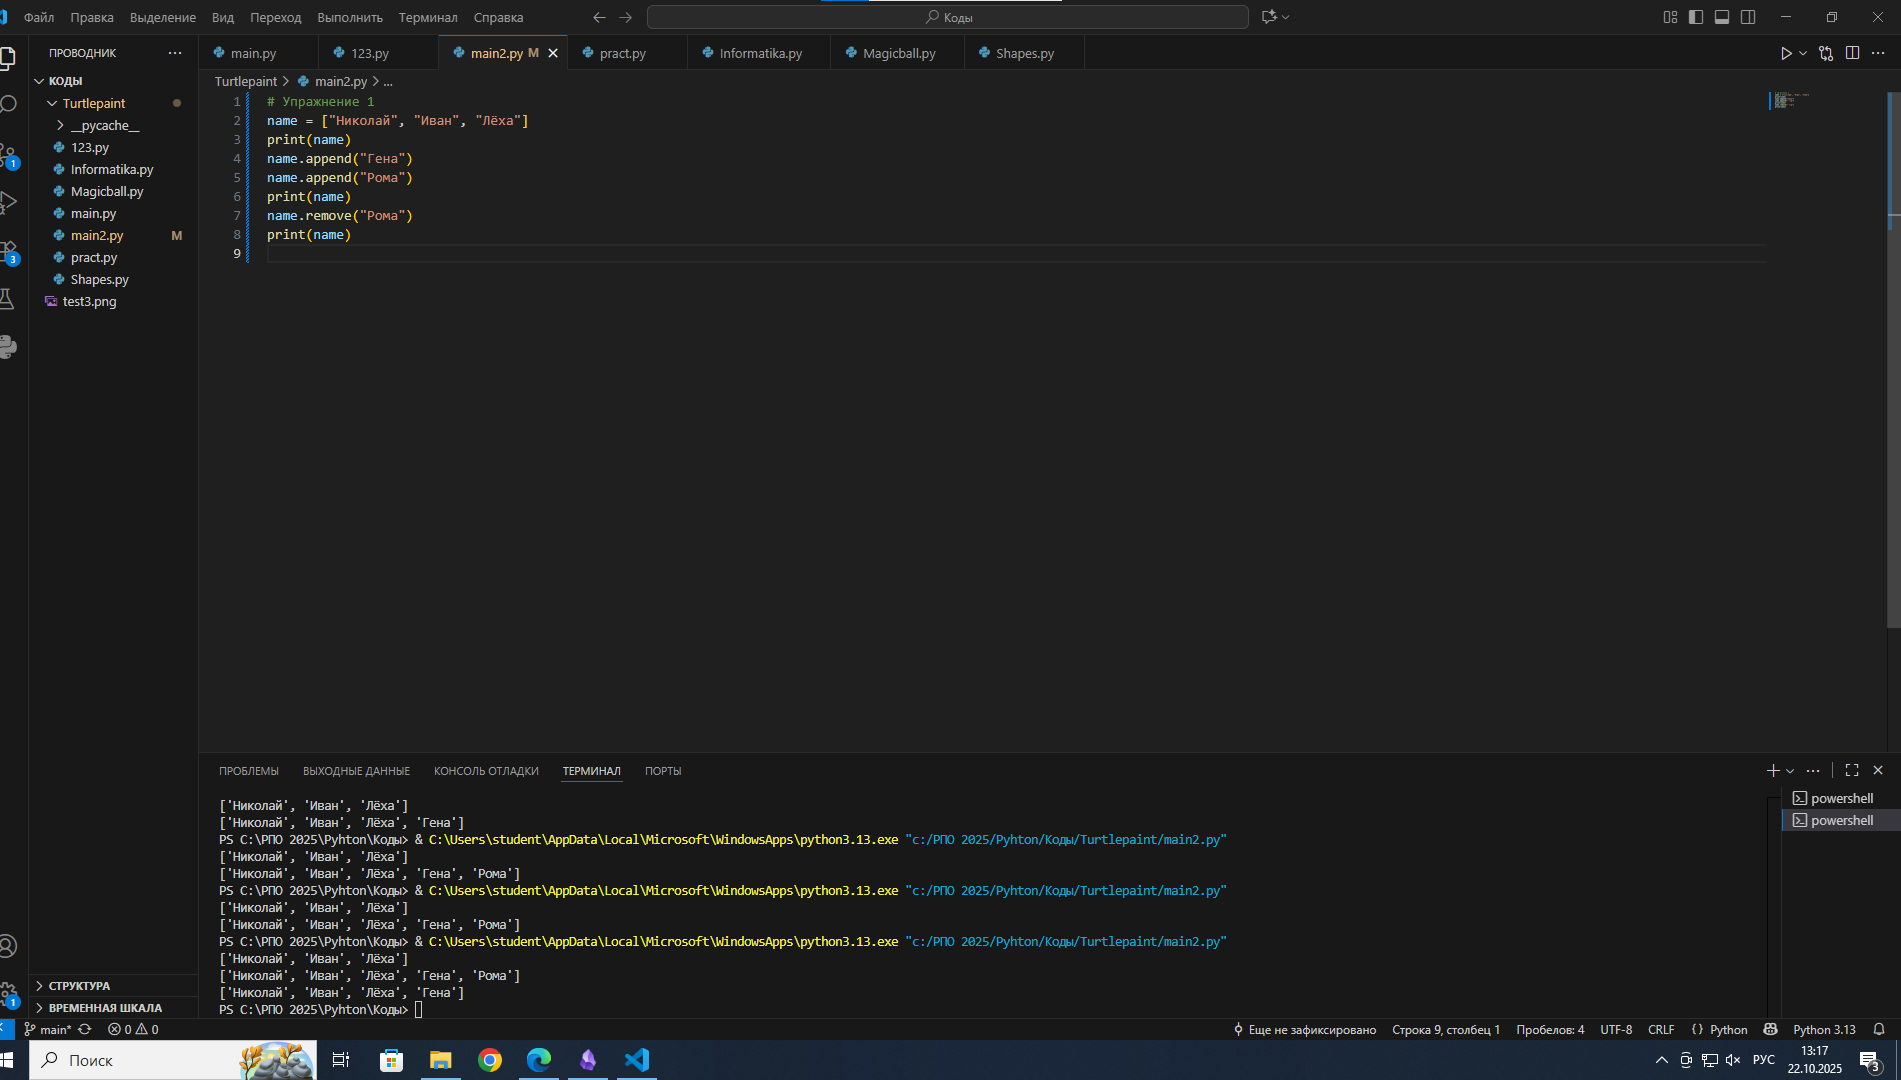 Файл Правка Выделение Вид Переход Выполнить Терминал Справка Коды
ПРОВОДНИК
КОДЫ
Turtlepaint
__pycache__
123.py
Informatika.py
Magicball.py
main.py
main2.py M
pract.py
Shapes.py
test3.png
СТРУКТУРА
ВРЕМЕННАЯ ШКАЛА
1
3
1
main.py 123.py main2.py M pract.py Informatika.py Magicball.py Shapes.py
Turtlepaint > main2.py > ...
1 # Упражнение 1
2 name = ["Николай", "Иван", "Лёха"]
3 print(name)
4 name.append("Гена")
5 name.append("Рома")
6 print(name)
7 name.remove("Рома")
8 print(name)
9
ПРОБЛЕМЫ ВЫХОДНЫЕ ДАННЫЕ КОНСОЛЬ ОТЛАДКИ ТЕРМИНАЛ ПОРТЫ
['Николай', 'Иван', 'Лёха']
['Николай', 'Иван', 'Лёха', 'Гена']
PS C:\РПО 2025\Pyhton\Коды> & C:\Users\student\AppData\Local\Microsoft\WindowsApps\python3.13.exe "c:/РПО 2025/Pyhton/Коды/Turtlepaint/main2.py"
['Николай', 'Иван', 'Лёха']
['Николай', 'Иван', 'Лёха', 'Гена', 'Рома']
PS C:\РПО 2025\Pyhton\Коды> & C:\Users\student\AppData\Local\Microsoft\WindowsApps\python3.13.exe "c:/РПО 2025/Pyhton/Коды/Turtlepaint/main2.py"
['Николай', 'Иван', 'Лёха']
['Николай', 'Иван', 'Лёха', 'Гена', 'Рома']
PS C:\РПО 2025\Pyhton\Коды> & C:\Users\student\AppData\Local\Microsoft\WindowsApps\python3.13.exe "c:/РПО 2025/Pyhton/Коды/Turtlepaint/main2.py"
['Николай', 'Иван', 'Лёха']
['Николай', 'Иван', 'Лёха', 'Гена', 'Рома']
['Николай', 'Иван', 'Лёха', 'Гена']
PS C:\РПО 2025\Pyhton\Коды>
powershell
powershell
main* 0 0 Еще не зафиксировано Строка 9, столбец 1 Пробелов: 4 UTF-8 CRLF {} Python Python 3.13
Поиск РУС 13:17
22.10.2025 3